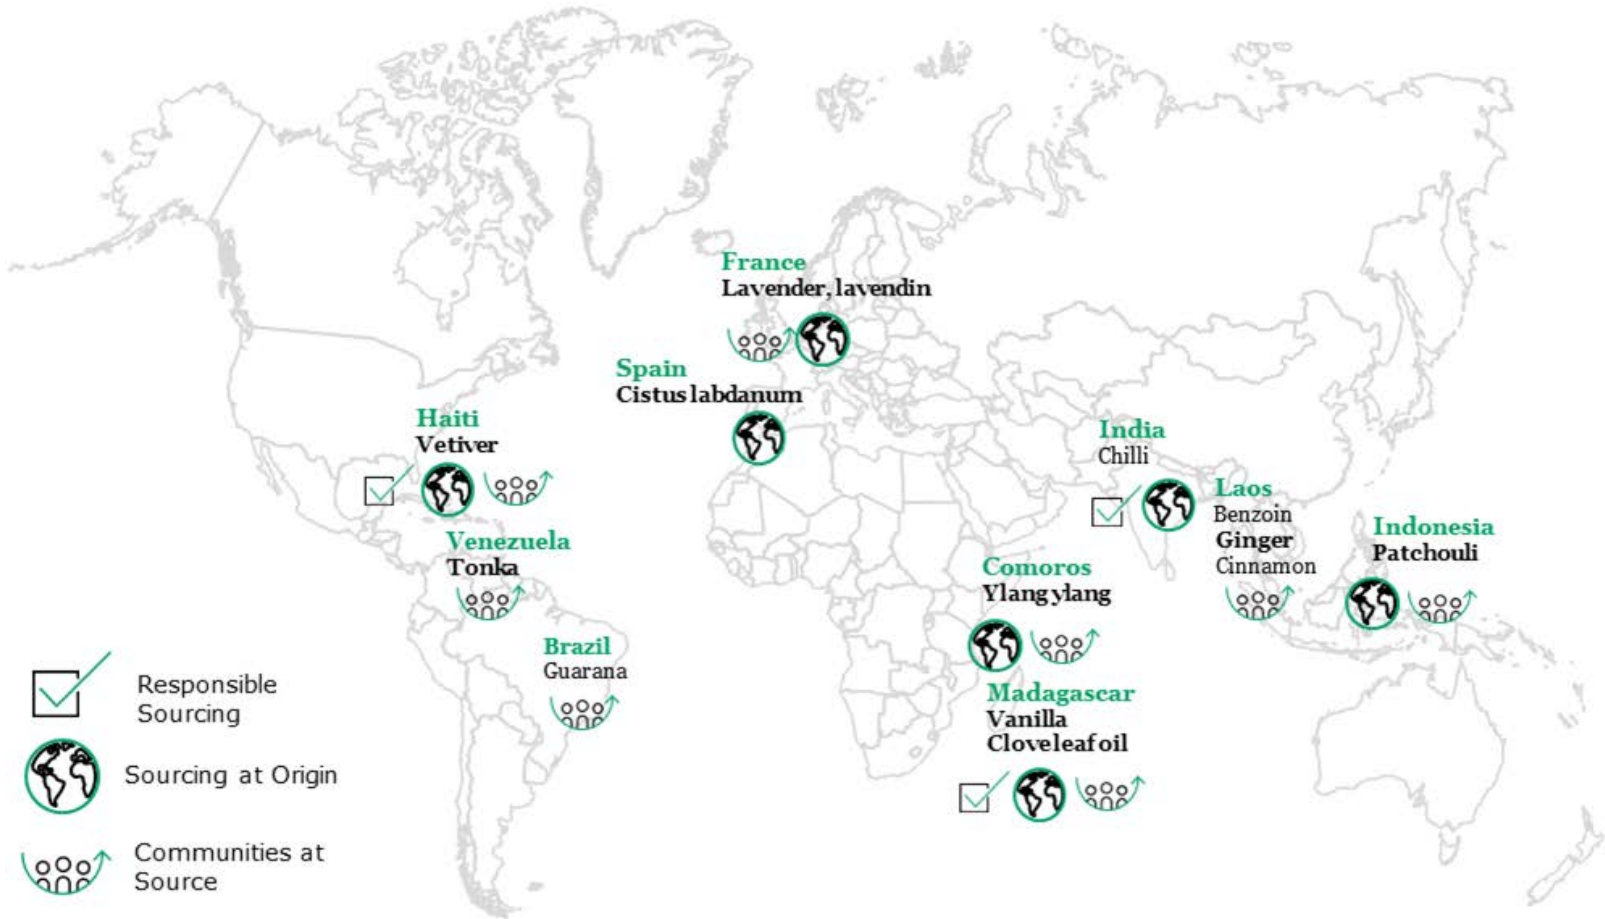 France
Lavender, lavendin
Spain
Cistus labdanum
Haiti
Vetiver
India
Chilli
Laos
Benzoin
Ginger
Cinnamon
Indonesia
Patchouli
Venezuela
Tonka
Comoros
Ylang ylang
Brazil
Guarana
Madagascar
Vanilla
Clove leaf oil
Responsible
Sourcing
Sourcing at Origin
Communities at
Source